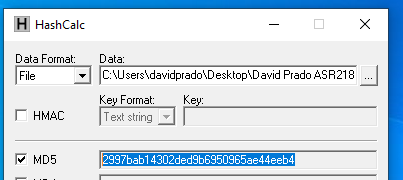 HashCalc
Data Format: Data:
File C:\Users\davidprado\Desktop\David Prado ASR218 ...
Key Format: Key:
HMAC Text string
MD5 2997bab14302ded9b6950965ae44eeb4